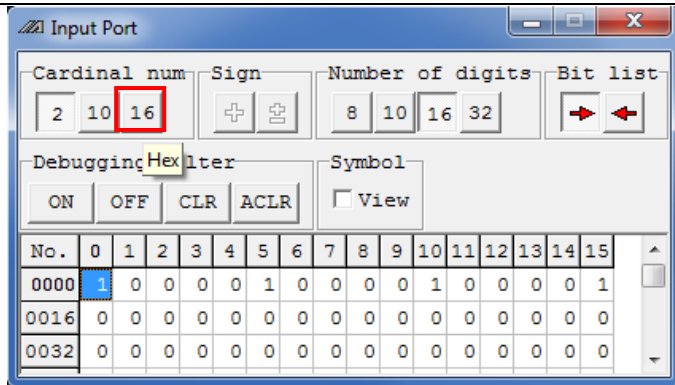 Input Port
Cardinal num Sign Number of digits Bit list
2 10 16 8 10 16 32
Debugging lter Hex Symbol
ON OFF CLR ACLR View
No. 0 1 2 3 4 5 6 7 8 9 10 11 12 13 14 15
0000 1 0 0 0 0 1 0 0 0 0 1 0 0 0 0 1
0016 0 0 0 0 0 0 0 0 0 0 0 0 0 0 0 0
0032 0 0 0 0 0 0 0 0 0 0 0 0 0 0 0 0